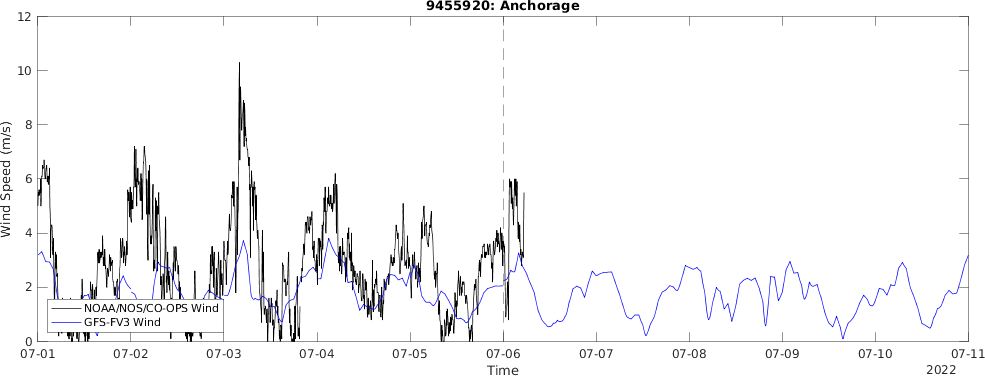 9455920: Anchorage
12
10
8
6
4
2
0
Wind Speed (m/s)
NOAA/NOS/CO-OPS Wind
GFS-FV3 Wind
07-01 07-02 07-03 07-04 07-05 07-06 07-07 07-08 07-09 07-10 07-11
Time
2022